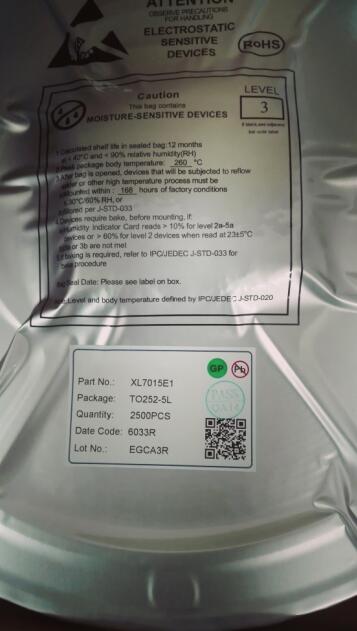 ATTENTION
OBSERVE PRECAUTIONS
FOR HANDLING
ELECTROSTATIC
SENSITIVE
DEVICES
RoHS
Caution
This bag contains
MOISTURE-SENSITIVE DEVICES
LEVEL
3
1.Calculated shelf life in sealed bag:12 months
at < 40°C and < 90% relative humidity(RH)
package body temperature: 260 °C
After bag is opened, devices that will be subjected to reflow
or other high temperature process must be
within: 168 hours of factory conditions
30°C/60% RH, or
per J-STD-033
Devices require bake, before mounting, if:
Humidity Indicator Card reads > 10% for level 2a-5a
devices or > 60% for level 2 devices when read at 23±5°C
or 3b are not met
If baking is required, refer to IPC/JEDEC J-STD-033 for
bake procedure
Seal Date: Please see label on box.
Level and body temperature defined by IPC/JEDEC J-STD-020
GP
Pb
Part No.: XL7015E1
Package: TO252-5L
Quantity: 2500PCS
Date Code: 6033R
Lot No.: EGCA3R
PASS